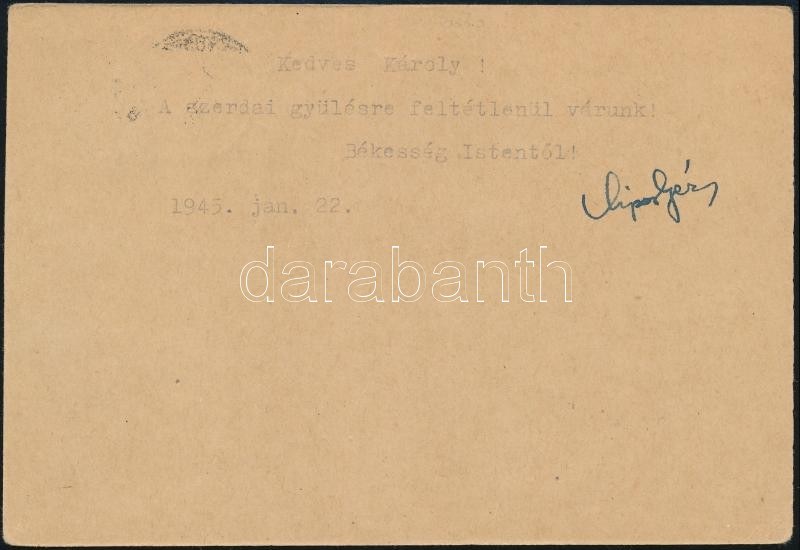 Kedves Károly !
A szerdai gyülésre feltétlenül várunk!
Békesség Istentől!
1945. jan. 22.
darabanth